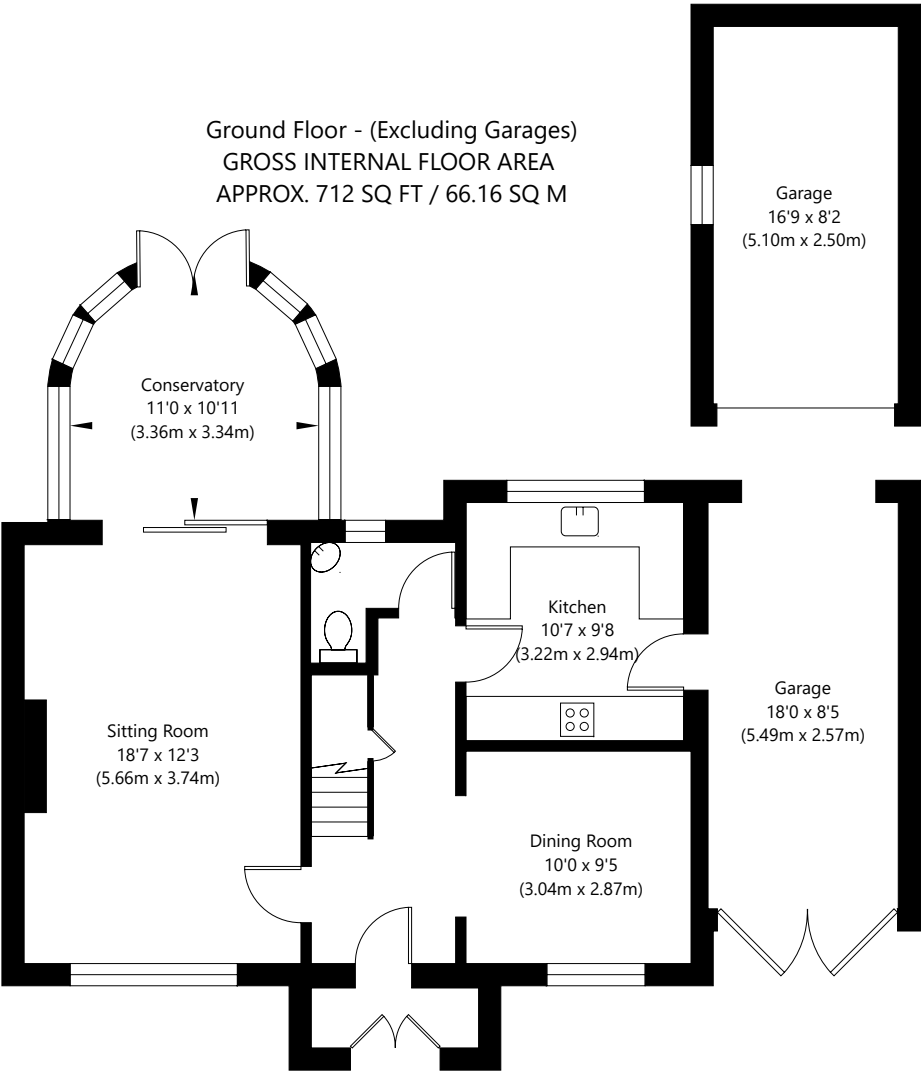 Ground Floor - (Excluding Garages)
GROSS INTERNAL FLOOR AREA
APPROX. 712 SQ FT / 66.16 SQ M
Garage
16'9 x 8'2
(5.10m x 2.50m)
Conservatory
11'0 x 10'11
(3.36m x 3.34m)
Kitchen
10'7 x 9'8
(3.22m x 2.94m)
Garage
18'0 x 8'5
(5.49m x 2.57m)
Sitting Room
18'7 x 12'3
(5.66m x 3.74m)
Dining Room
10'0 x 9'5
(3.04m x 2.87m)